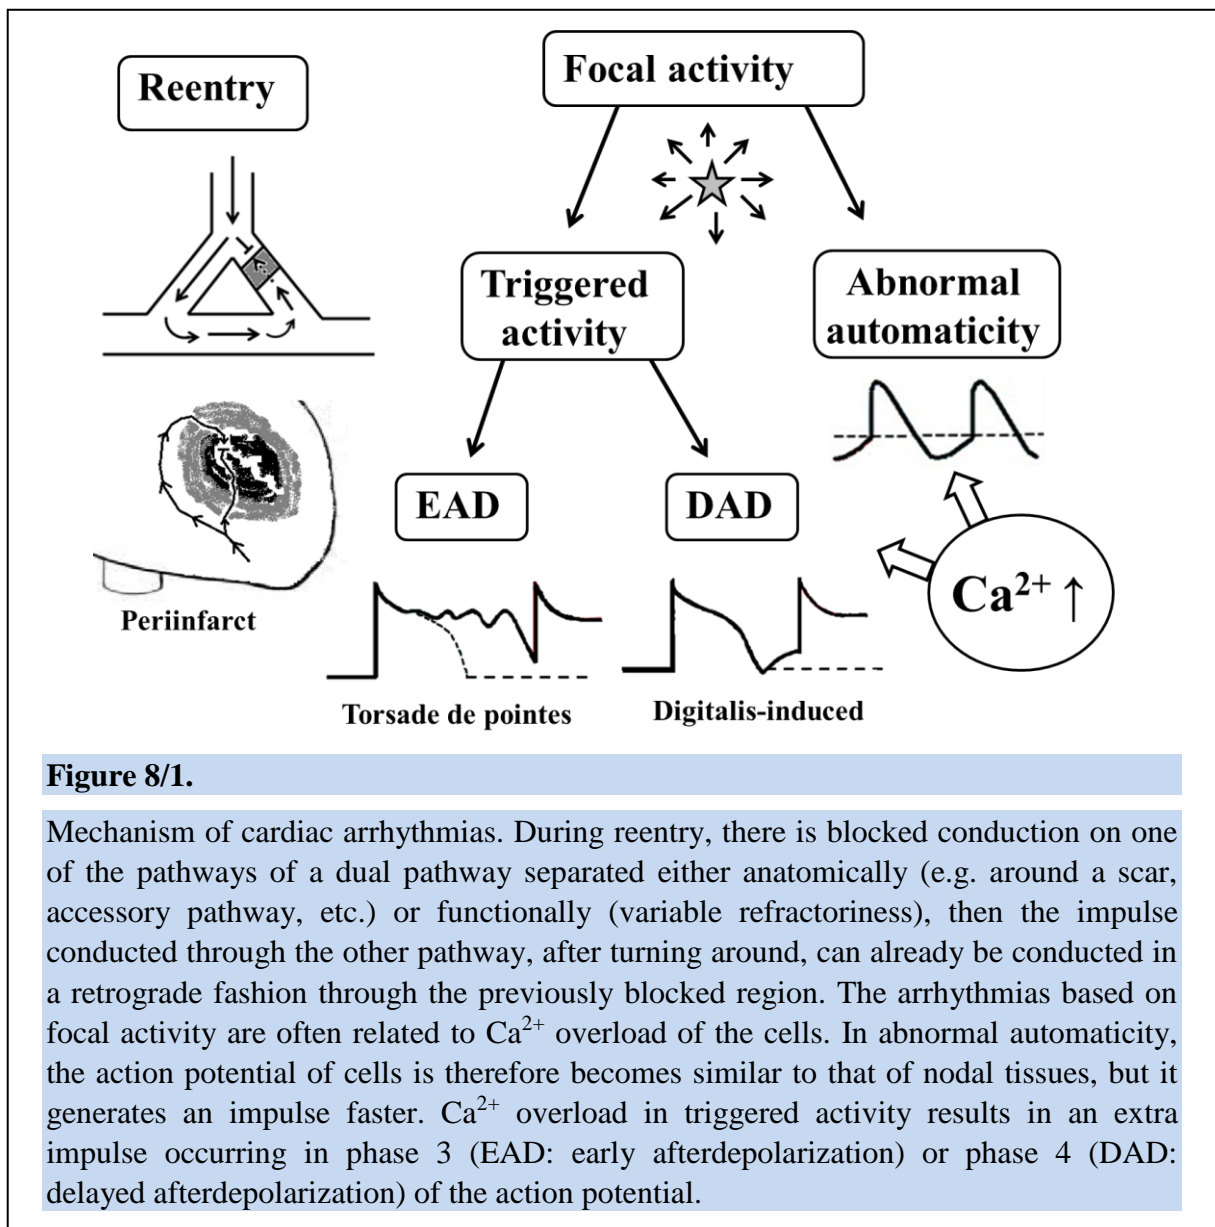 Reentry
Focal activity
Triggered
activity
Abnormal
automaticity
EAD
DAD
Ca²⁺ ↑
Periinfarct
Torsade de pointes
Digitalis-induced
Figure 8/1.
Mechanism of cardiac arrhythmias. During reentry, there is blocked conduction on one
of the pathways of a dual pathway separated either anatomically (e.g. around a scar,
accessory pathway, etc.) or functionally (variable refractoriness), then the impulse
conducted through the other pathway, after turning around, can already be conducted in
a retrograde fashion through the previously blocked region. The arrhythmias based on
focal activity are often related to Ca²⁺ overload of the cells. In abnormal automaticity,
the action potential of cells is therefore becomes similar to that of nodal tissues, but it
generates an impulse faster. Ca²⁺ overload in triggered activity results in an extra
impulse occurring in phase 3 (EAD: early afterdepolarization) or phase 4 (DAD:
delayed afterdepolarization) of the action potential.